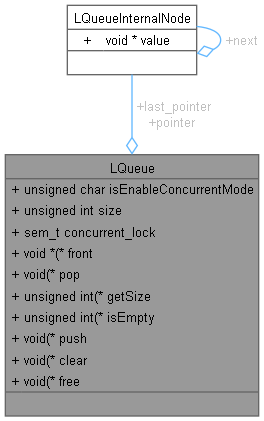 LQueueInternalNode
+ void * value
+next
+last_pointer
+pointer
LQueue
+ unsigned char isEnableConcurrentMode
+ unsigned int size
+ sem_t concurrent_lock
+ void *(* front
+ void(* pop
+ unsigned int(* getSize
+ unsigned int(* isEmpty
+ void(* push
+ void(* clear
+ void(* free